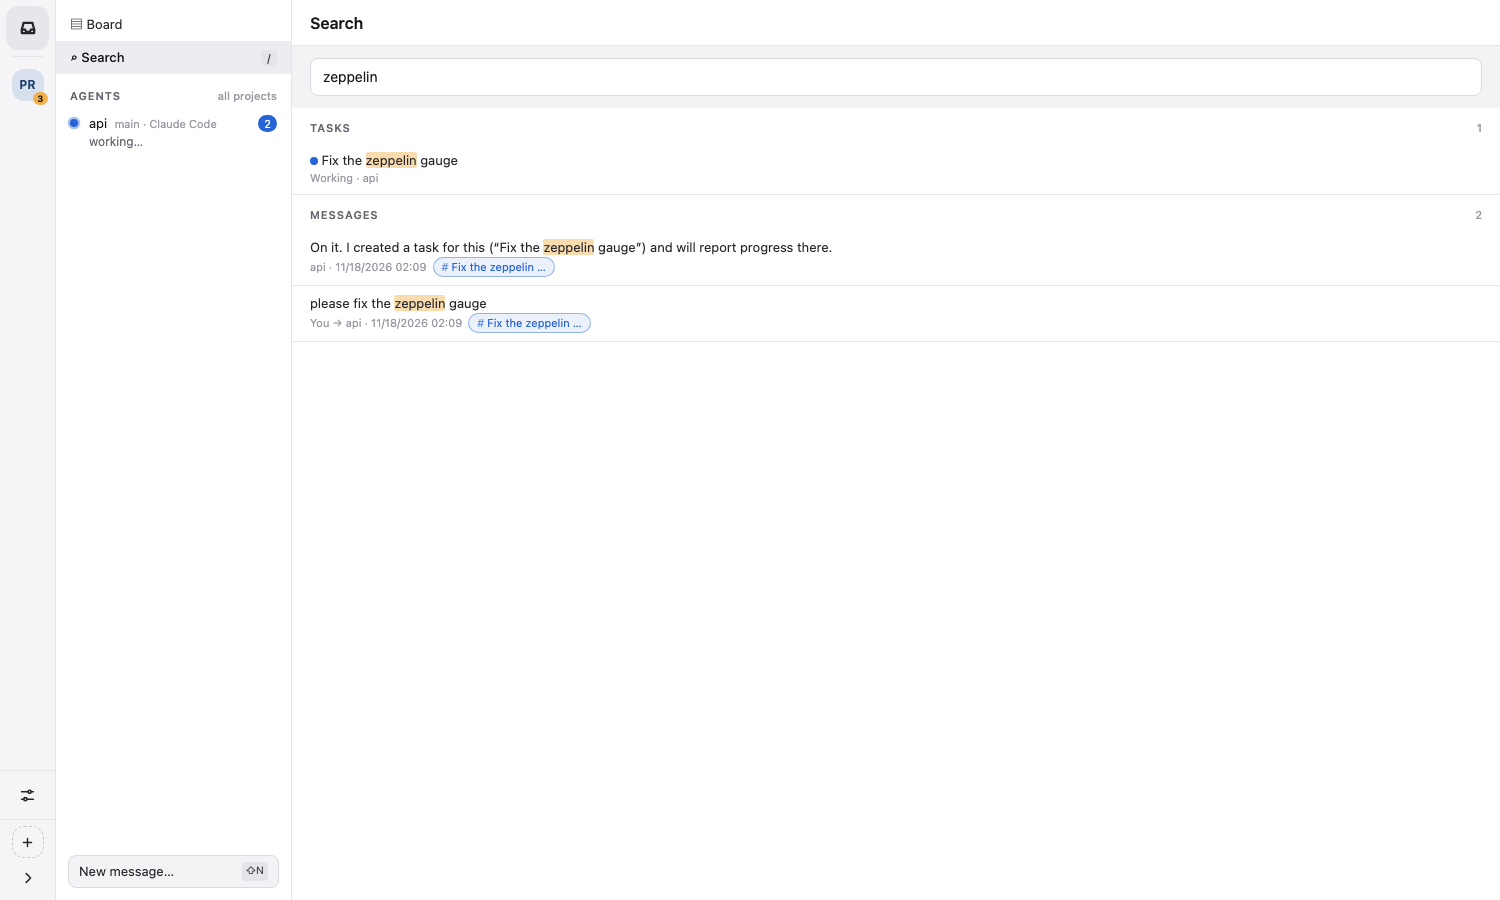 Board
Search /
PR
3
AGENTS all projects
api main · Claude Code 2
working...
New message... ⇧N
Search
zeppelin
TASKS 1
Fix the zeppelin gauge
Working · api
MESSAGES 2
On it. I created a task for this (“Fix the zeppelin gauge”) and will report progress there.
api · 11/18/2026 02:09 # Fix the zeppelin ...
please fix the zeppelin gauge
You → api · 11/18/2026 02:09 # Fix the zeppelin ...